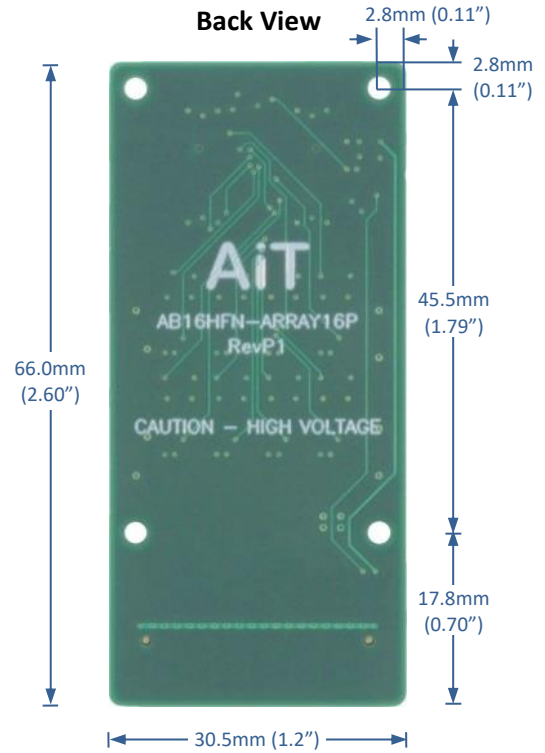 Back View
2.8mm (0.11”)
2.8mm
(0.11”)
AiT
AB16HFN-ARRAY16P
RevP1
CAUTION - HIGH VOLTAGE
45.5mm
(1.79”)
66.0mm
(2.60”)
17.8mm
(0.70”)
30.5mm (1.2”)